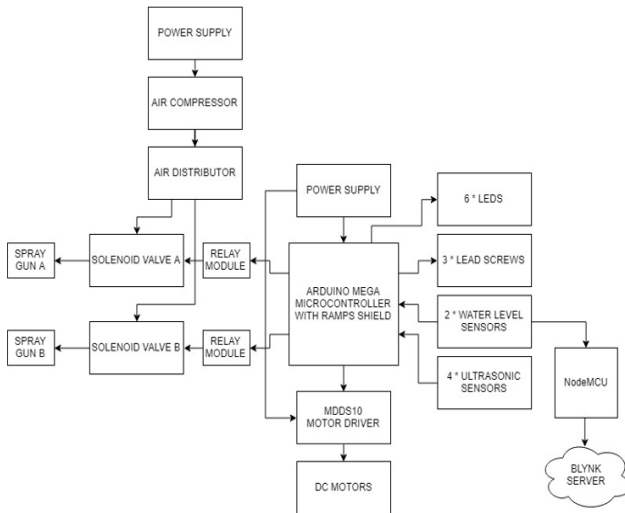 POWER SUPPLY
AIR COMPRESSOR
AIR DISTRIBUTOR
POWER SUPPLY
6 * LEDS
SPRAY
GUN A
SOLENOID VALVE A
RELAY
MODULE
ARDUINO MEGA
MICROCONTROLLER
WITH RAMPS SHIELD
3 * LEAD SCREWS
2 * WATER LEVEL
SENSORS
SPRAY
GUN B
SOLENOID VALVE B
RELAY
MODULE
4 * ULTRASONIC
SENSORS
NodeMCU
MDDS10
MOTOR DRIVER
DC MOTORS
BLYNK
SERVER